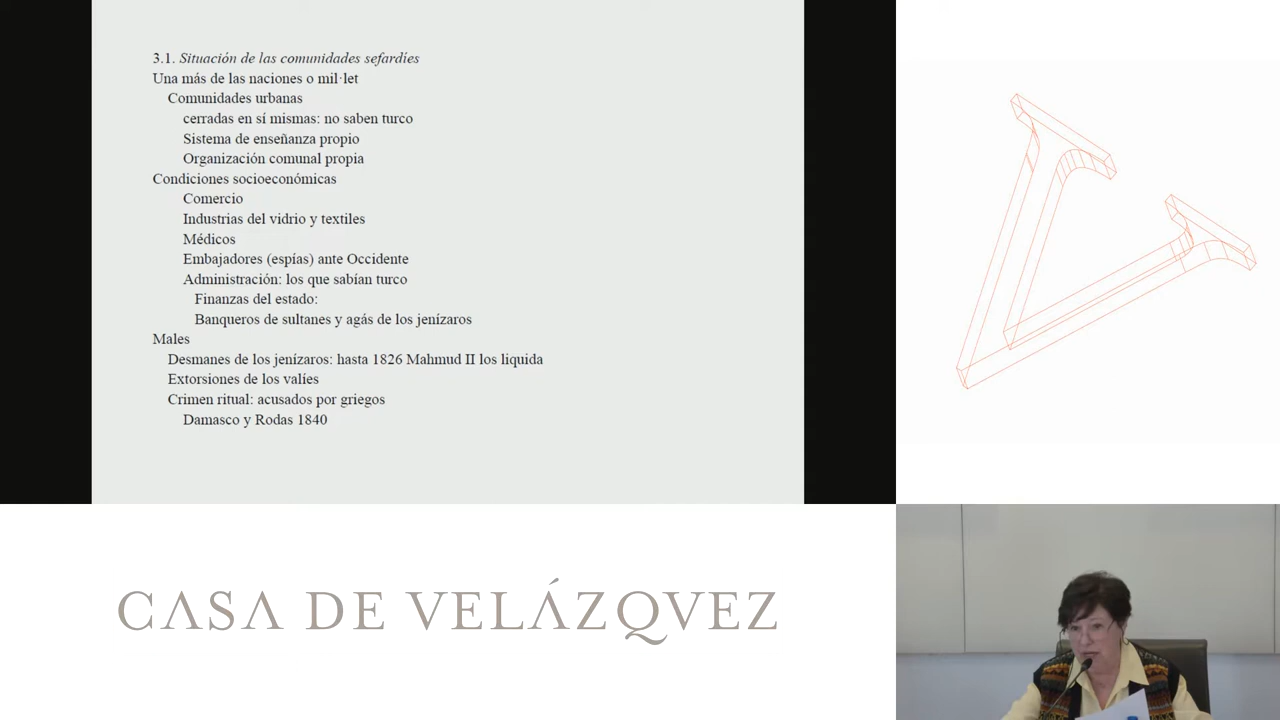 3.1. Situación de las comunidades sefardíes
Una más de las naciones o mil·let
Comunidades urbanas
cerradas en sí mismas: no saben turco
Sistema de enseñanza propio
Organización comunal propia
Condiciones socioeconómicas
Comercio
Industrias del vidrio y textiles
Médicos
Embajadores (espías) ante Occidente
Administración: los que sabían turco
Finanzas del estado:
Banqueros de sultanes y agás de los jenízaros
Males
Desmanes de los jenízaros: hasta 1826 Mahmud II los liquida
Extorsiones de los valíes
Crimen ritual: acusados por griegos
Damasco y Rodas 1840
CASA DE VELÁZQVEZ